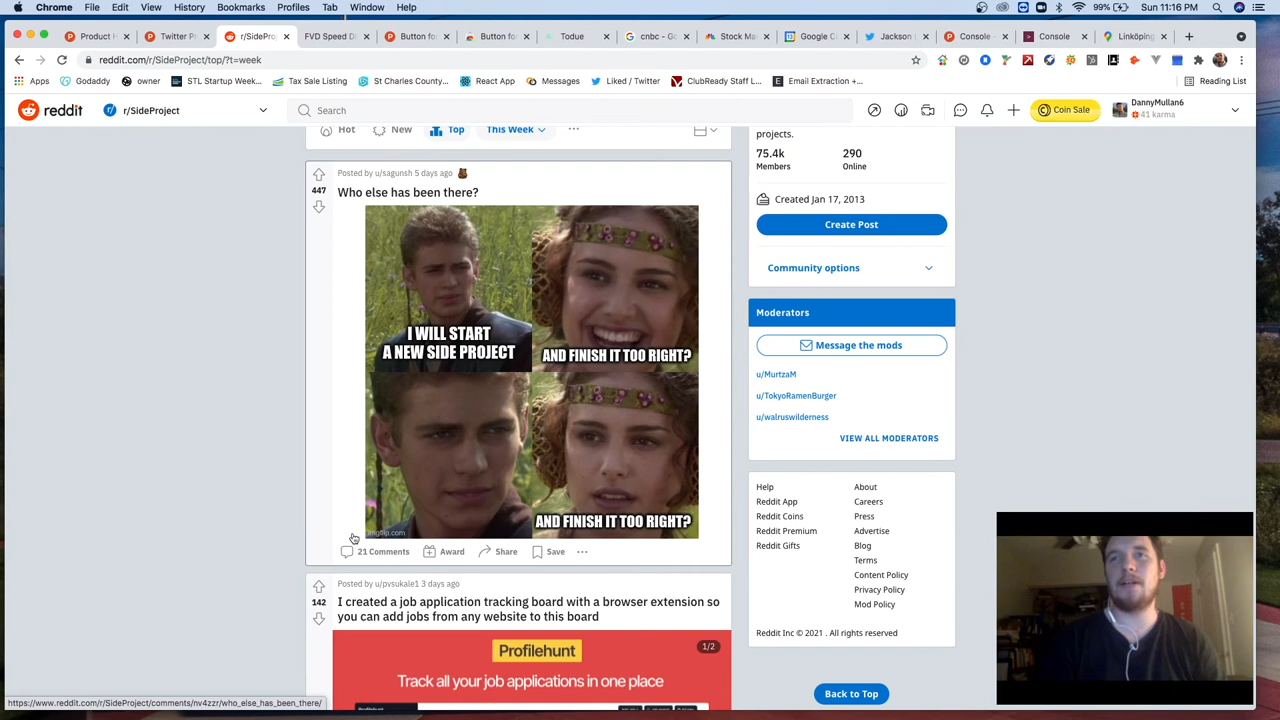 Chrome File Edit View History Bookmarks Profiles Tab Window Help 99% Sun 11:16 PM
Product H Twitter P r/SidePro FVD Speed D Button fo Button fo Todue cnbc - Go Stock Ma Google C Jackson L Console - Console Linköping
reddit.com/r/SideProject/top/?t=week
Apps Godaddy owner STL Startup Week... Tax Sale Listing St Charles County... React App Messages Liked / Twitter ClubReady Staff L... Email Extraction +... Reading List
reddit r/SideProject Search Coin Sale DannyMullan6
41 karma
Hot New Top This Week
Posted by u/sagunsh 5 days ago
447
Who else has been there?
I WILL START
A NEW SIDE PROJECT
AND FINISH IT TOO RIGHT?
AND FINISH IT TOO RIGHT?
imgflip.com
21 Comments Award Share Save
Posted by u/pvsukale1 3 days ago
142
I created a job application tracking board with a browser extension so
you can add jobs from any website to this board
Profilehunt
1/2
Track all your job applications in one place
Profilehunt
projects.
75.4k 290
Members Online
Created Jan 17, 2013
Create Post
Community options
Moderators
Message the mods
u/MurtzaM
u/TokyoRamenBurger
u/walruswilderness
VIEW ALL MODERATORS
Help About
Reddit App Careers
Reddit Coins Press
Reddit Premium Advertise
Reddit Gifts Blog
Terms
Content Policy
Privacy Policy
Mod Policy
Reddit Inc © 2021 . All rights reserved
Back to Top
https://www.reddit.com/r/SideProject/comments/nv4zzr/who_else_has_been_there/